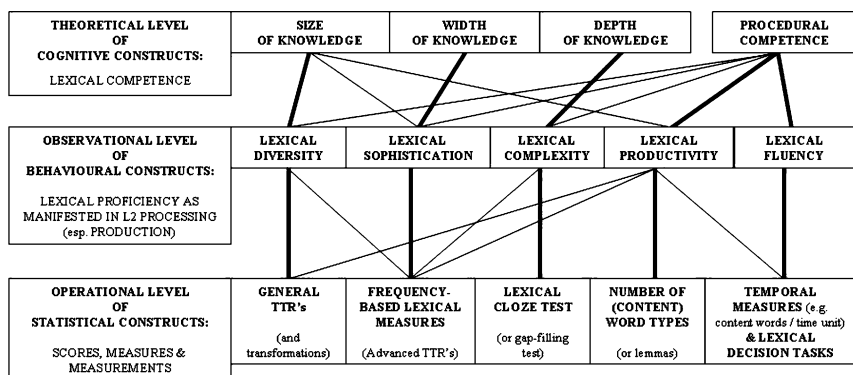 THEORETICAL LEVEL
OF
COGNITIVE CONSTRUCTS:
LEXICAL COMPETENCE
SIZE
OF KNOWLEDGE
WIDTH
OF KNOWLEDGE
DEPTH
OF KNOWLEDGE
PROCEDURAL
COMPETENCE
OBSERVATIONAL LEVEL
OF
BEHAVIOURAL CONSTRUCTS:
LEXICAL PROFICIENCY AS
MANIFESTED IN L2 PROCESSING
(esp. PRODUCTION)
LEXICAL
DIVERSITY
LEXICAL
SOPHISTICATION
LEXICAL
COMPLEXITY
LEXICAL
PRODUCTIVITY
LEXICAL
FLUENCY
OPERATIONAL LEVEL
OF
STATISTICAL CONSTRUCTS:
SCORES, MEASURES &
MEASUREMENTS
GENERAL
TTR's
(and
transformations)
FREQUENCY-
BASED LEXICAL
MEASURES
(Advanced TTR's)
LEXICAL
CLOZE TEST
(or gap-filling
test)
NUMBER OF
(CONTENT)
WORD TYPES
(or lemmas)
TEMPORAL
MEASURES (e.g.
content words / time unit)
& LEXICAL
DECISION TASKS